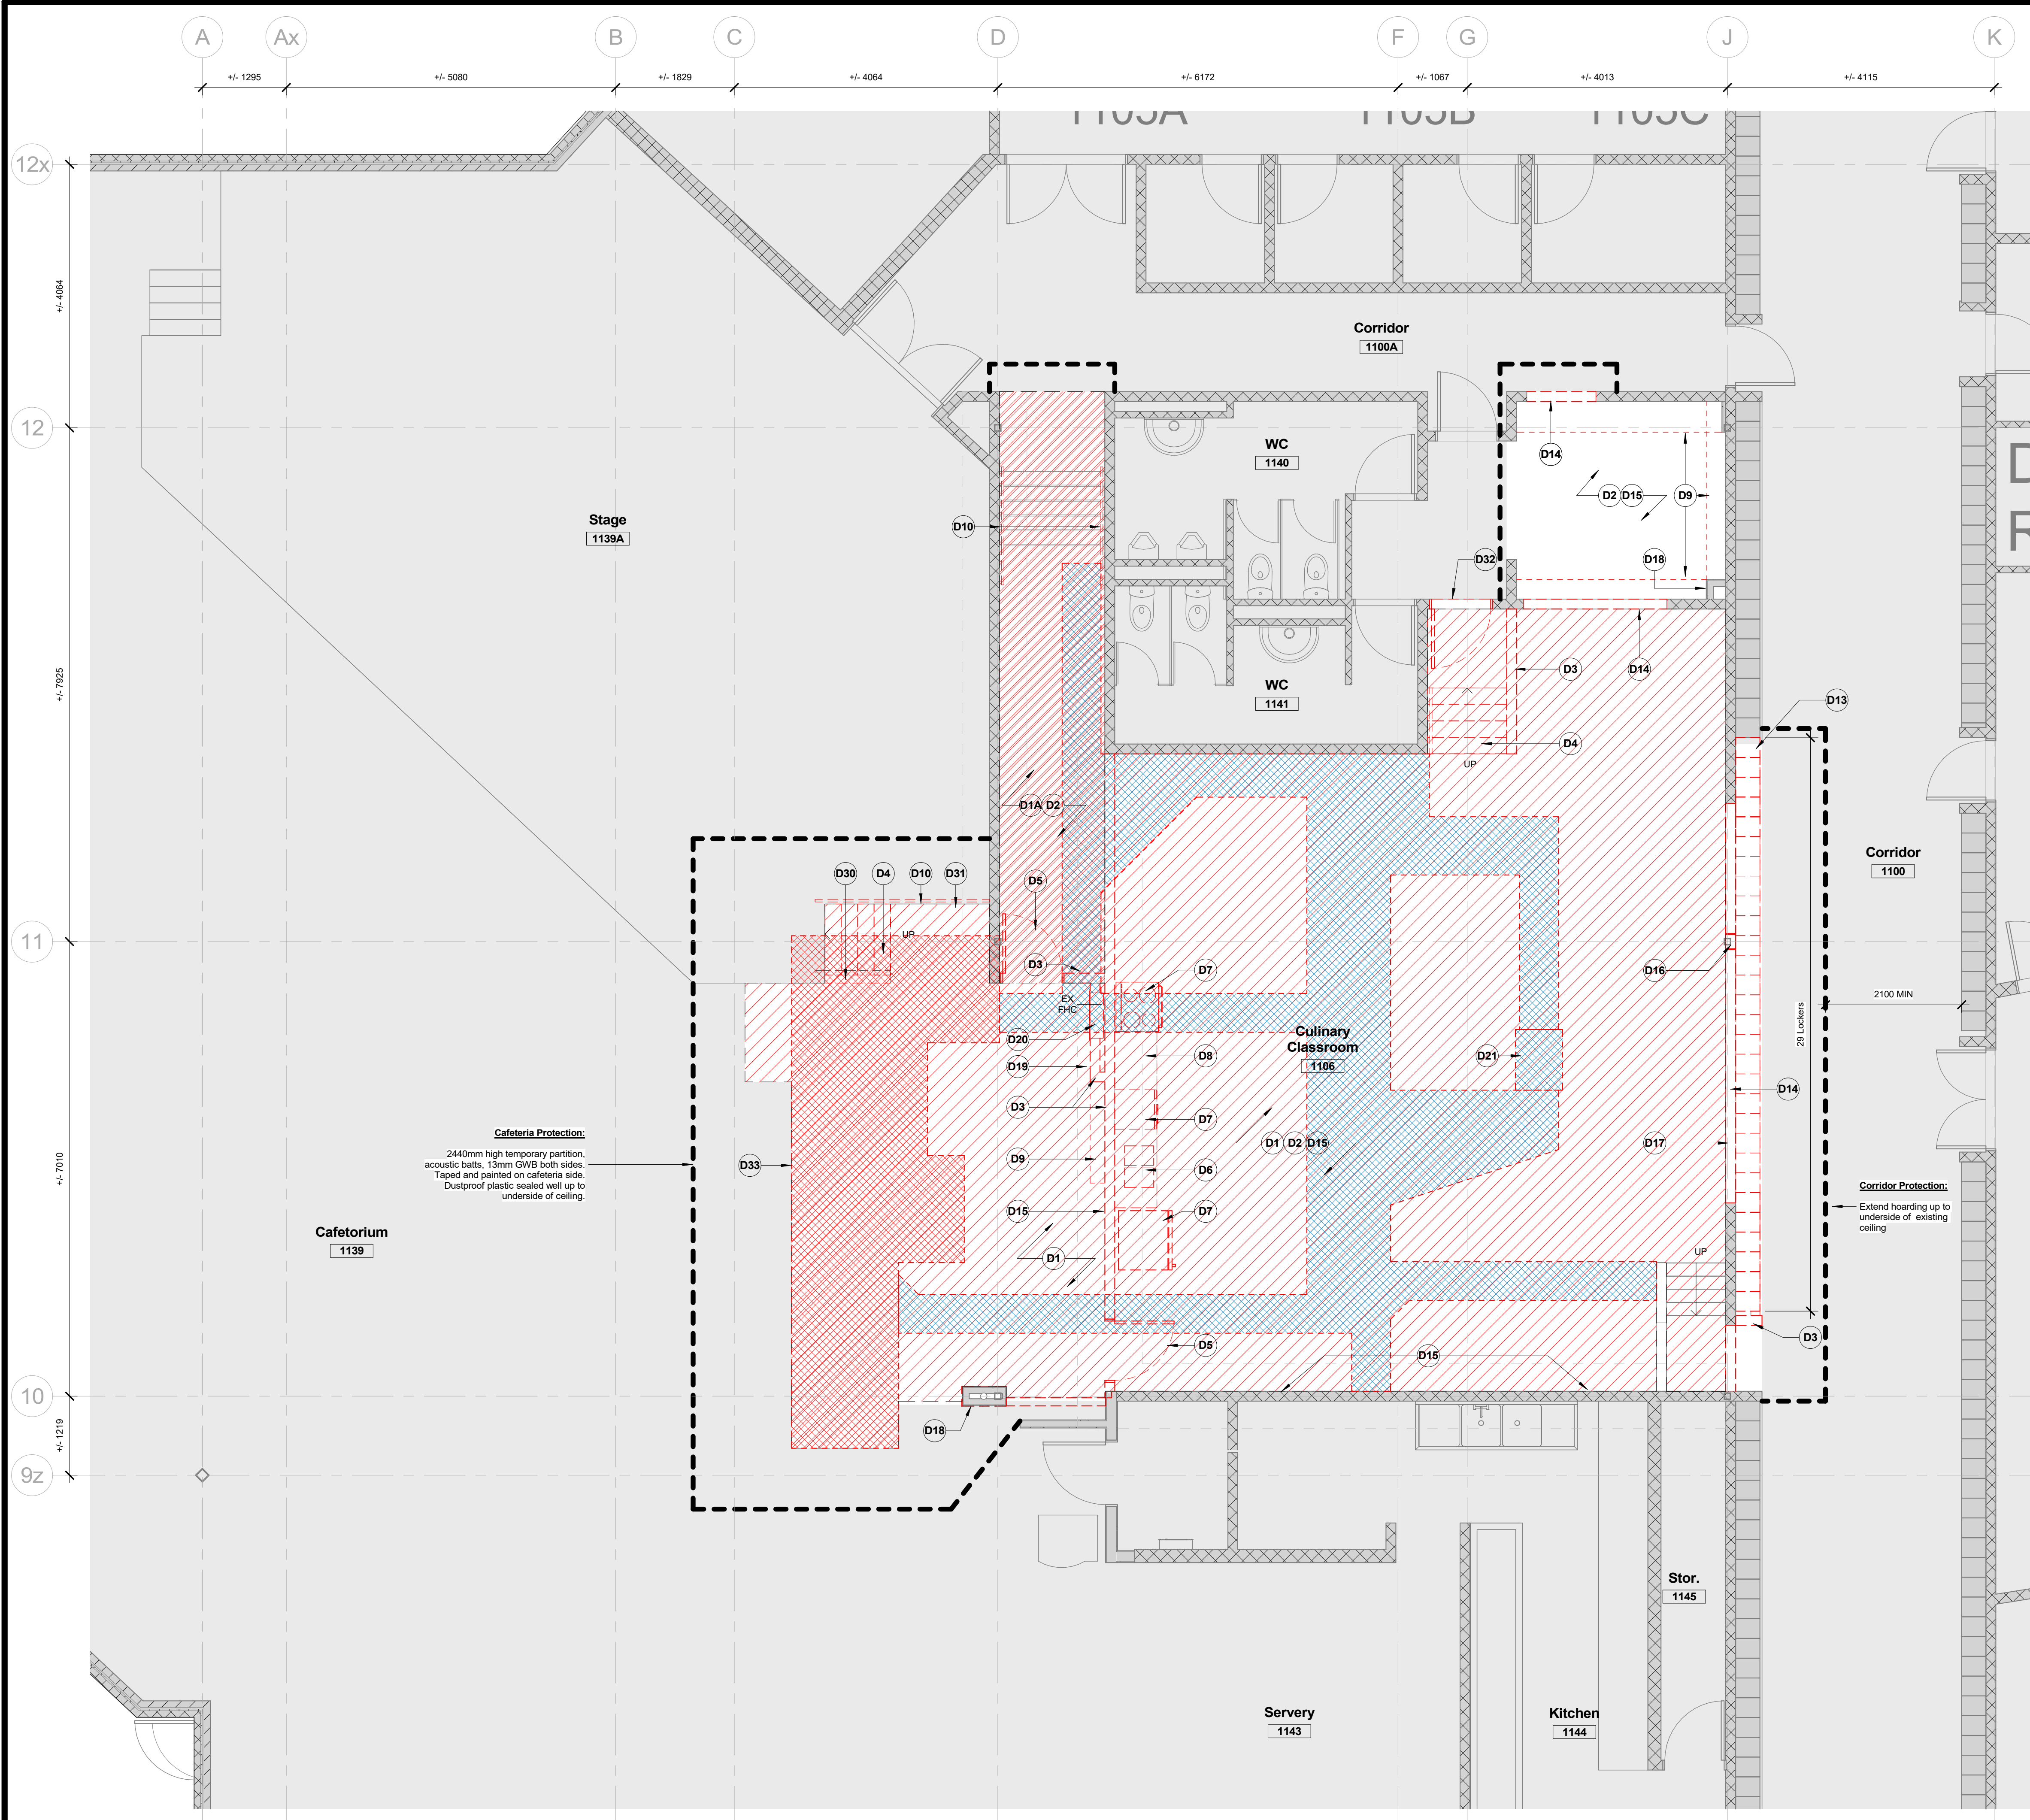 A
Ax
B
C
D
F
G
J
K
+/- 1295
+/- 5080
+/- 1829
+/- 4064
+/- 6172
+/- 1067
+/- 4013
+/- 4115
1105A
1105B
1105C
12x
+/- 4064
Corridor
1100A
12
WC
1140
D14
D2 D15
D9
D
R
Stage
1139A
D10
D32
D18
+/- 7925
WC
1141
D3
D14
D13
D4
UP
D1A D2
Corridor
1100
D30
D4
D10
D31
D5
UP
11
D3
D7
D16
2100 MIN
EX
FHC
29 Lockers
D20
Culinary
Classroom
1106
D19
D8
D21
D14
D3
D7
D1 D2 D15
D17
Cafeteria Protection:
2440mm high temporary partition,
acoustic batts, 13mm GWB both sides.
Taped and painted on cafeteria side.
Dustproof plastic sealed well up to
underside of ceiling.
D33
D9
D6
+/- 7010
D15
D7
Corridor Protection:
Extend hoarding up to
underside of existing
ceiling
Cafetorium
1139
D1
UP
D5
D15
D3
10
D18
+/- 1219
9z
Stor.
1145
Servery
1143
Kitchen
1144